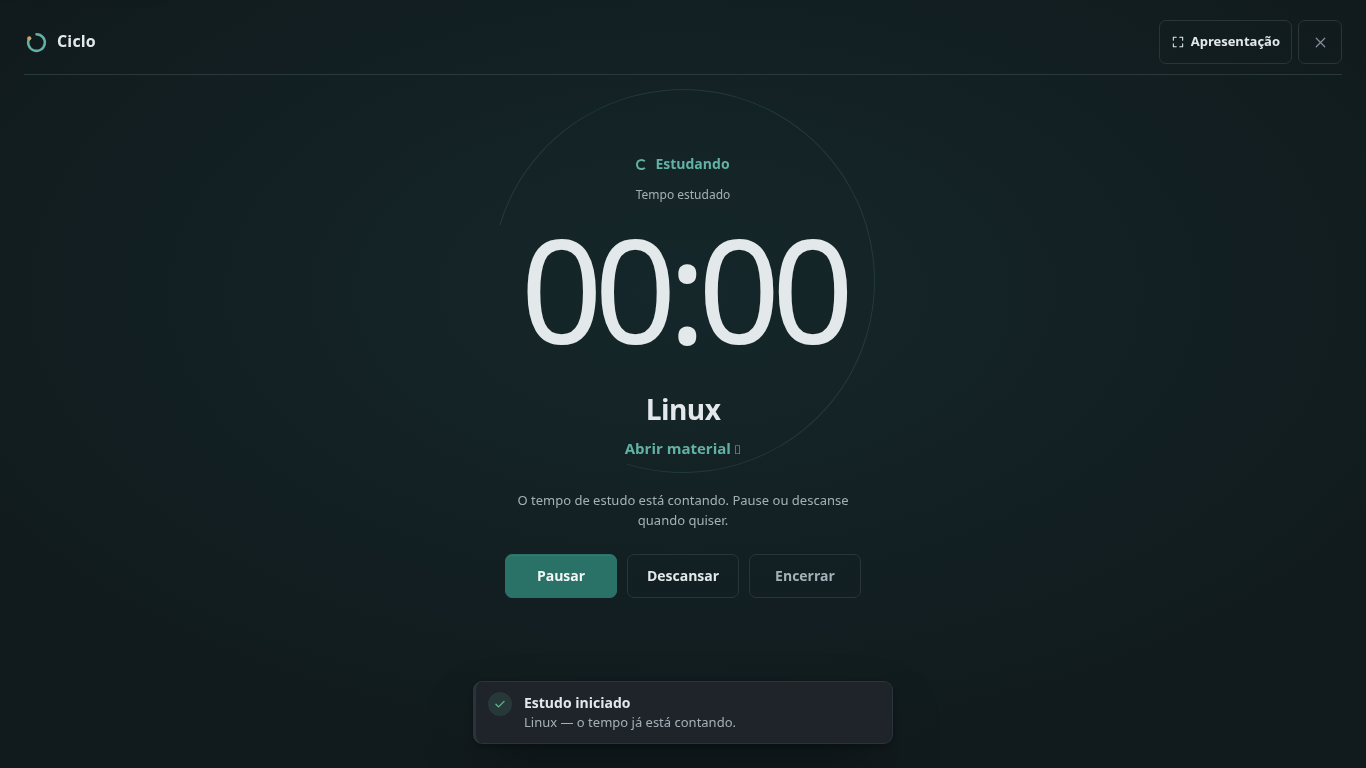 Ciclo
Apresentação
Estudando
Tempo estudado
00:00
Linux
Abrir material
O tempo de estudo está contando. Pause ou descanse
quando quiser.
Pausar
Descansar
Encerrar
Estudo iniciado
Linux — o tempo já está contando.